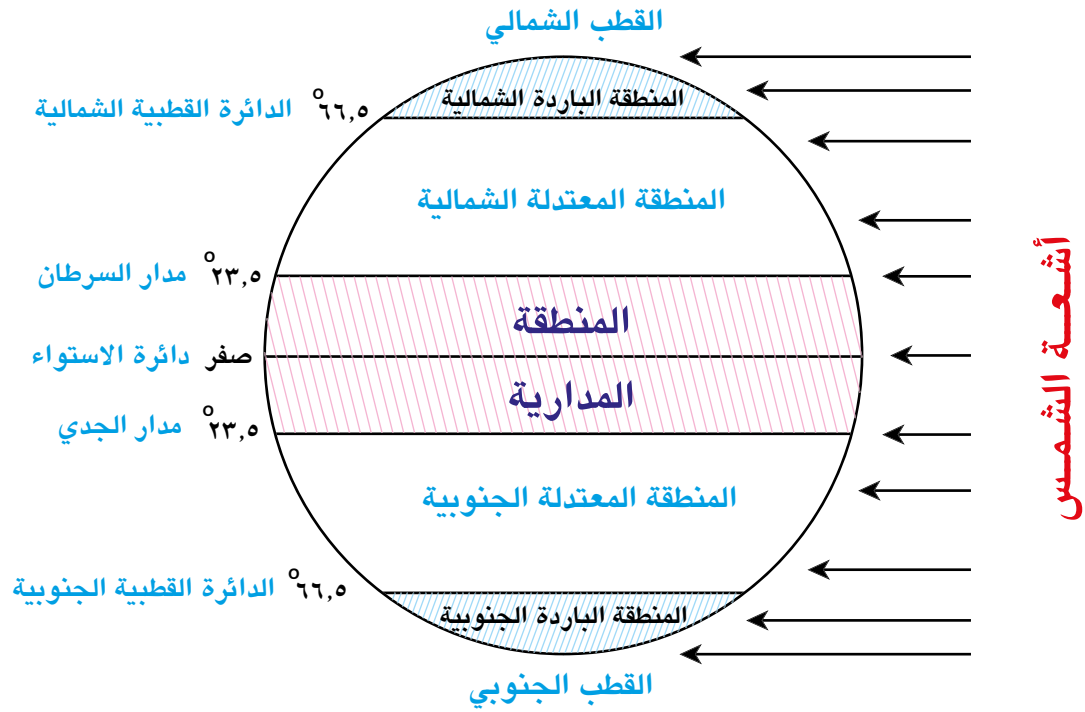 القطب الشمالي
المنطقة الباردة الشمالية
الدائرة القطبية الشمالية ٦٦,٥°
المنطقة المعتدلة الشمالية
مدار السرطان ٢٣,٥°
المنطقة
دائرة الاستواء صفر
المدارية
مدار الجدي ٢٣,٥°
المنطقة المعتدلة الجنوبية
الدائرة القطبية الجنوبية ٦٦,٥°
المنطقة الباردة الجنوبية
القطب الجنوبي
أشعة الشمس